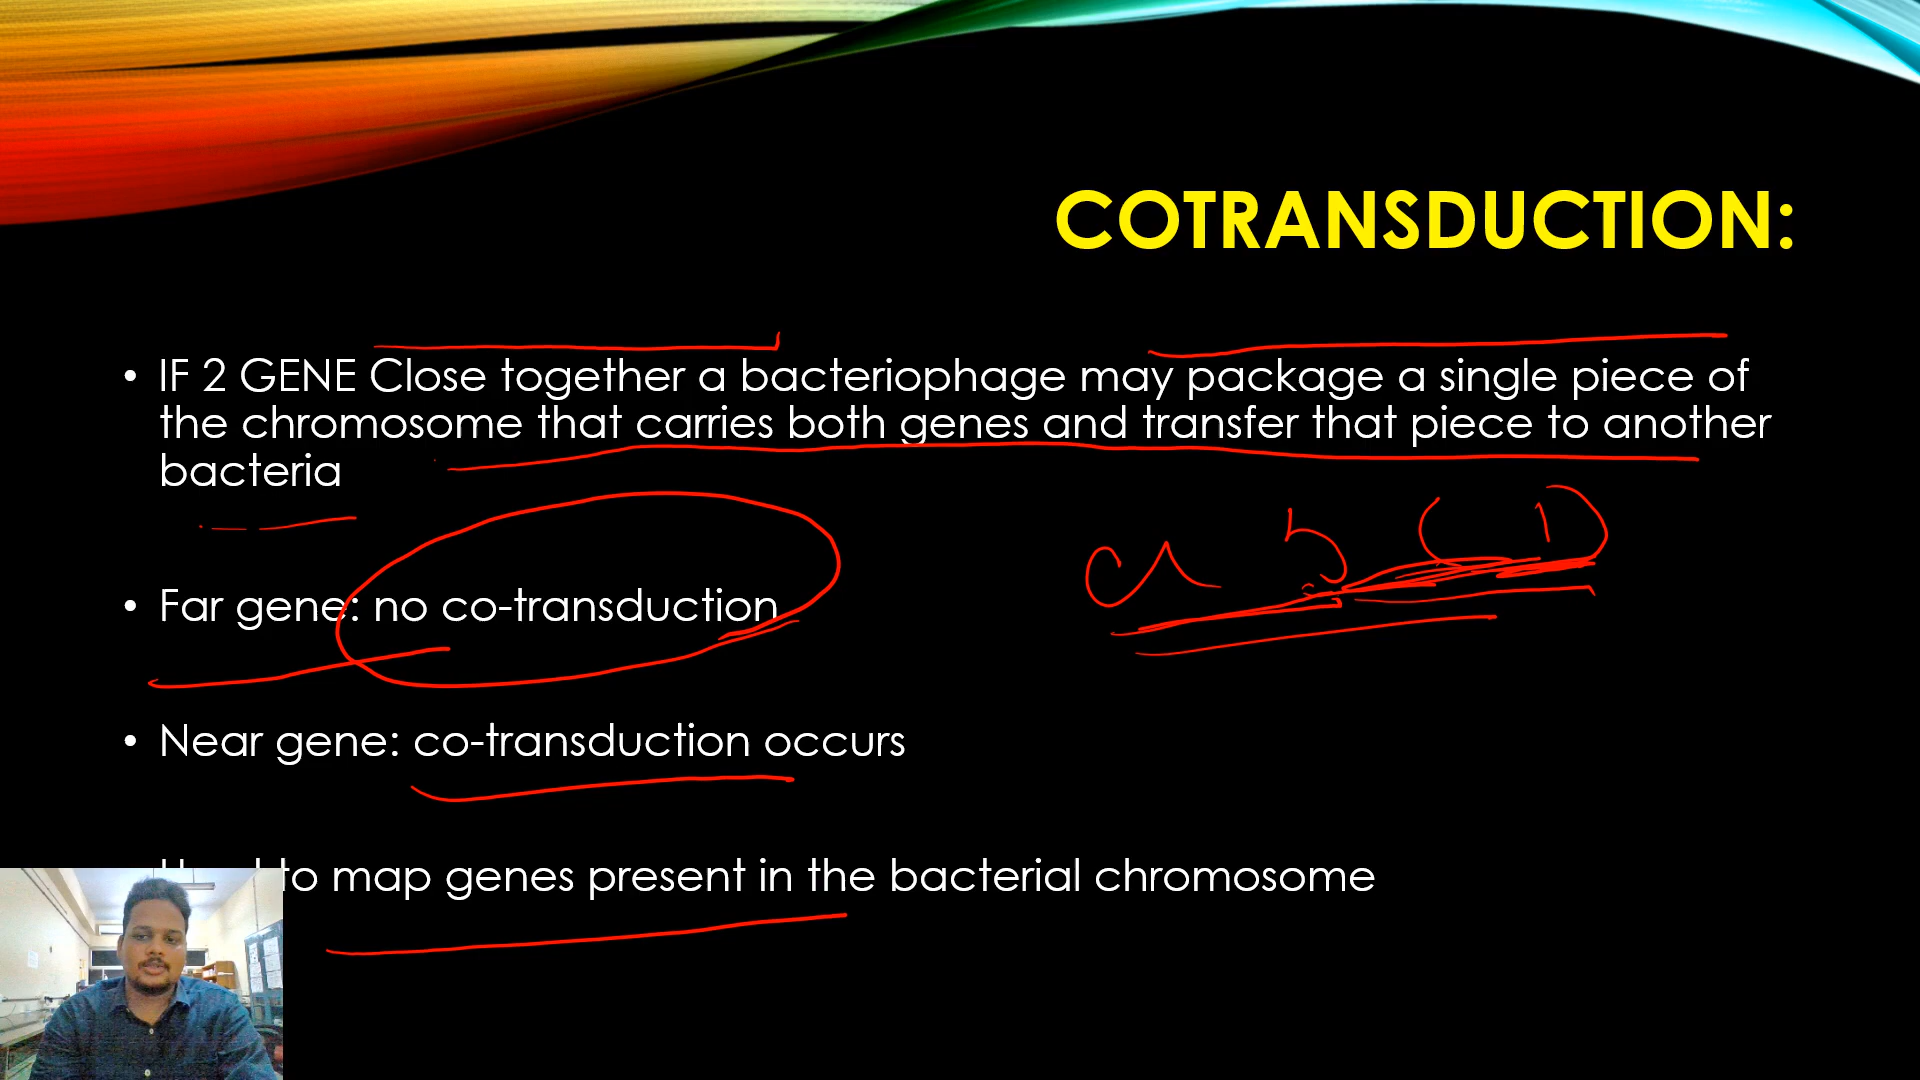 COTRANSDUCTION:
• IF 2 GENE Close together a bacteriophage may package a single piece of
the chromosome that carries both genes and transfer that piece to another
bacteria
a b
• Far gene: no co-transduction
• Near gene: co-transduction occurs
to map genes present in the bacterial chromosome